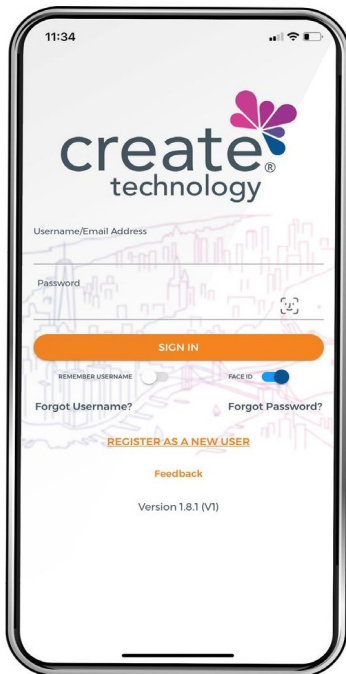 11:34
create®
technology
Username/Email Address
Password
SIGN IN
REMEMBER USERNAME FACE ID
Forgot Username? Forgot Password?
REGISTER AS A NEW USER
Feedback
Version 1.8.1 (V1)